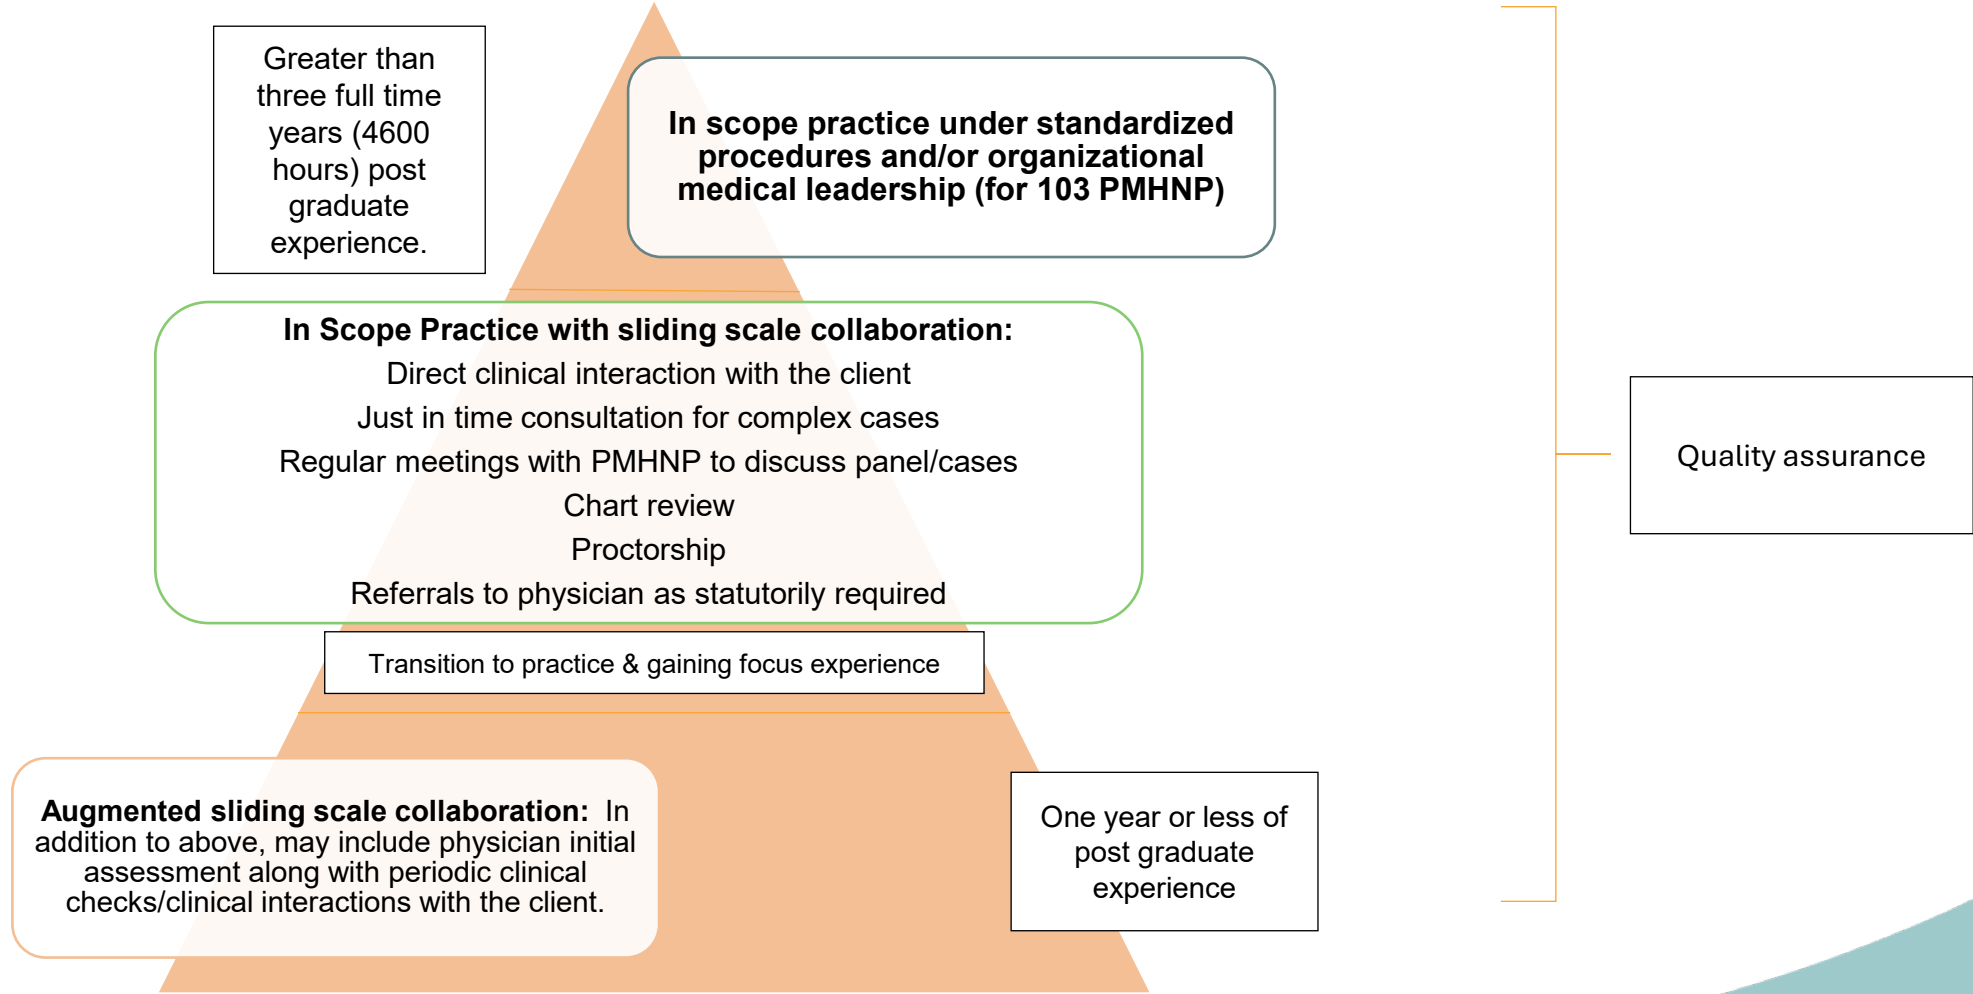 Greater than
three full time
years (4600
hours) post
graduate
experience.
In scope practice under standardized
procedures and/or organizational
medical leadership (for 103 PMHNP)
In Scope Practice with sliding scale collaboration:
Direct clinical interaction with the client
Just in time consultation for complex cases
Regular meetings with PMHNP to discuss panel/cases
Chart review
Proctorship
Referrals to physician as statutorily required
Transition to practice & gaining focus experience
Augmented sliding scale collaboration: In
addition to above, may include physician initial
assessment along with periodic clinical
checks/clinical interactions with the client.
One year or less of
post graduate
experience
Quality assurance